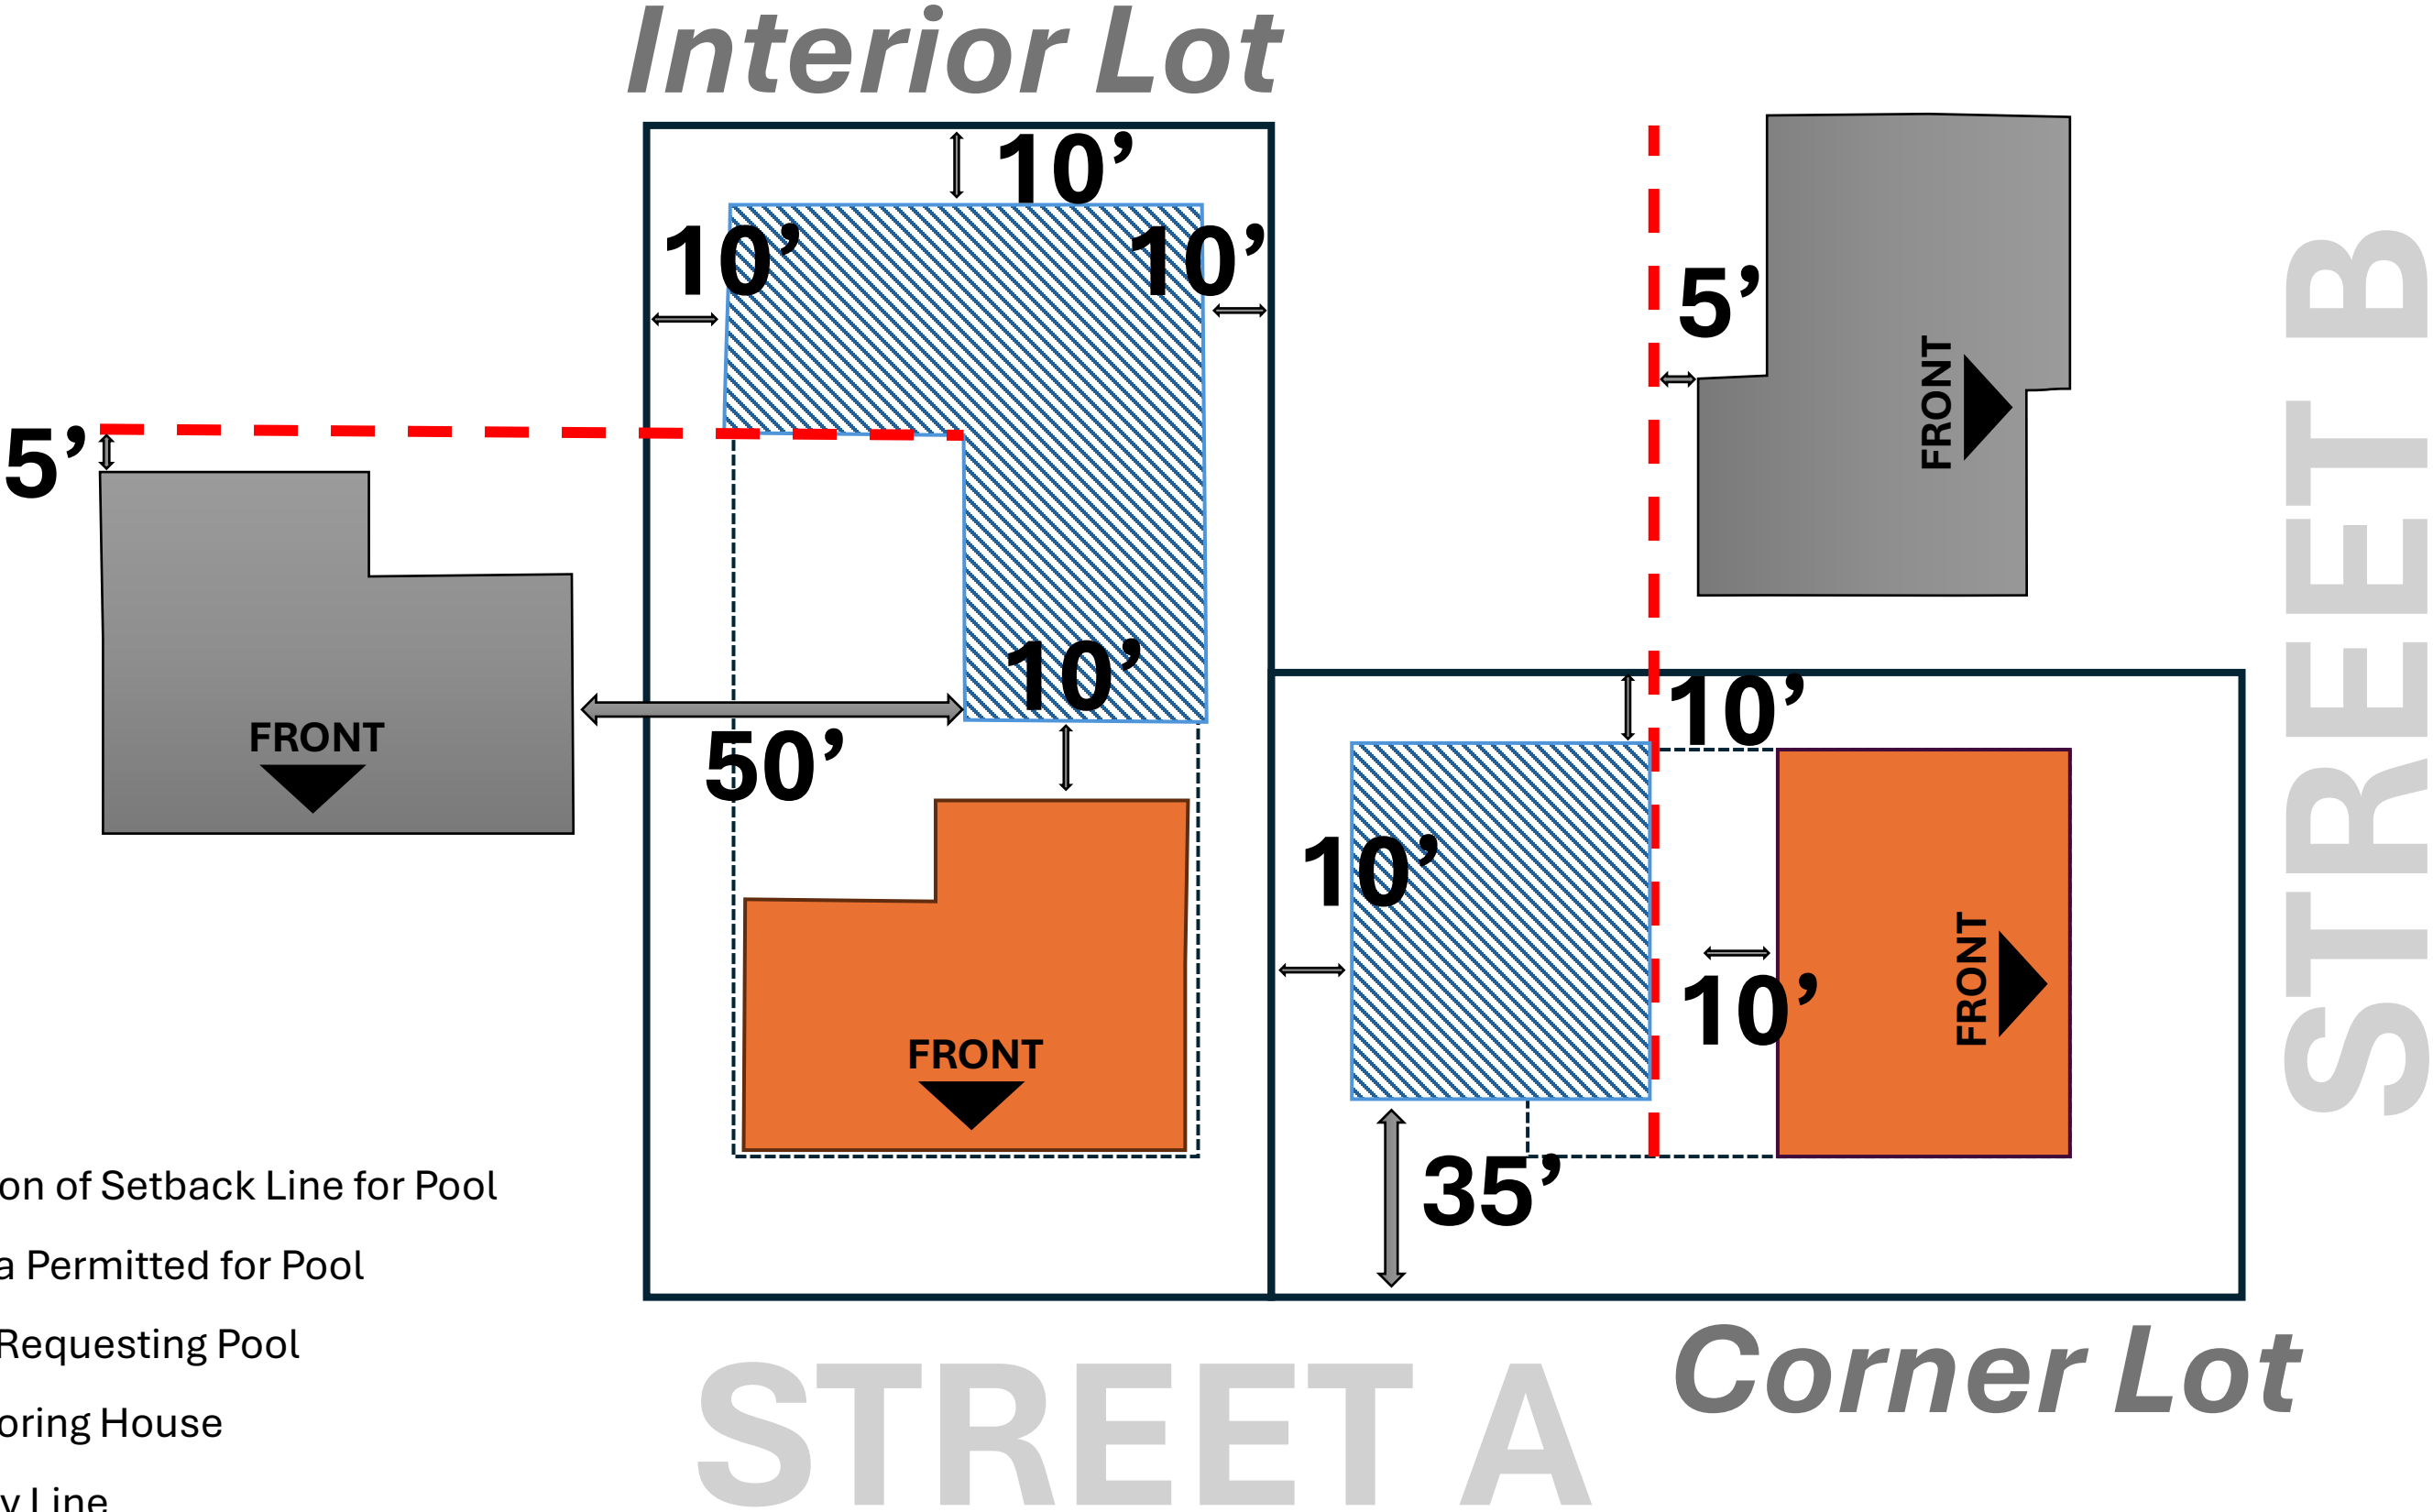 Interior Lot
10’
10’
10’
5’
FRONT
STREET B
5’
10’
FRONT
50’
10’
10’
10’
FRONT
FRONT
35’
on of Setback Line for Pool
a Permitted for Pool
Requesting Pool
oring House
y Line
STREET A
Corner Lot